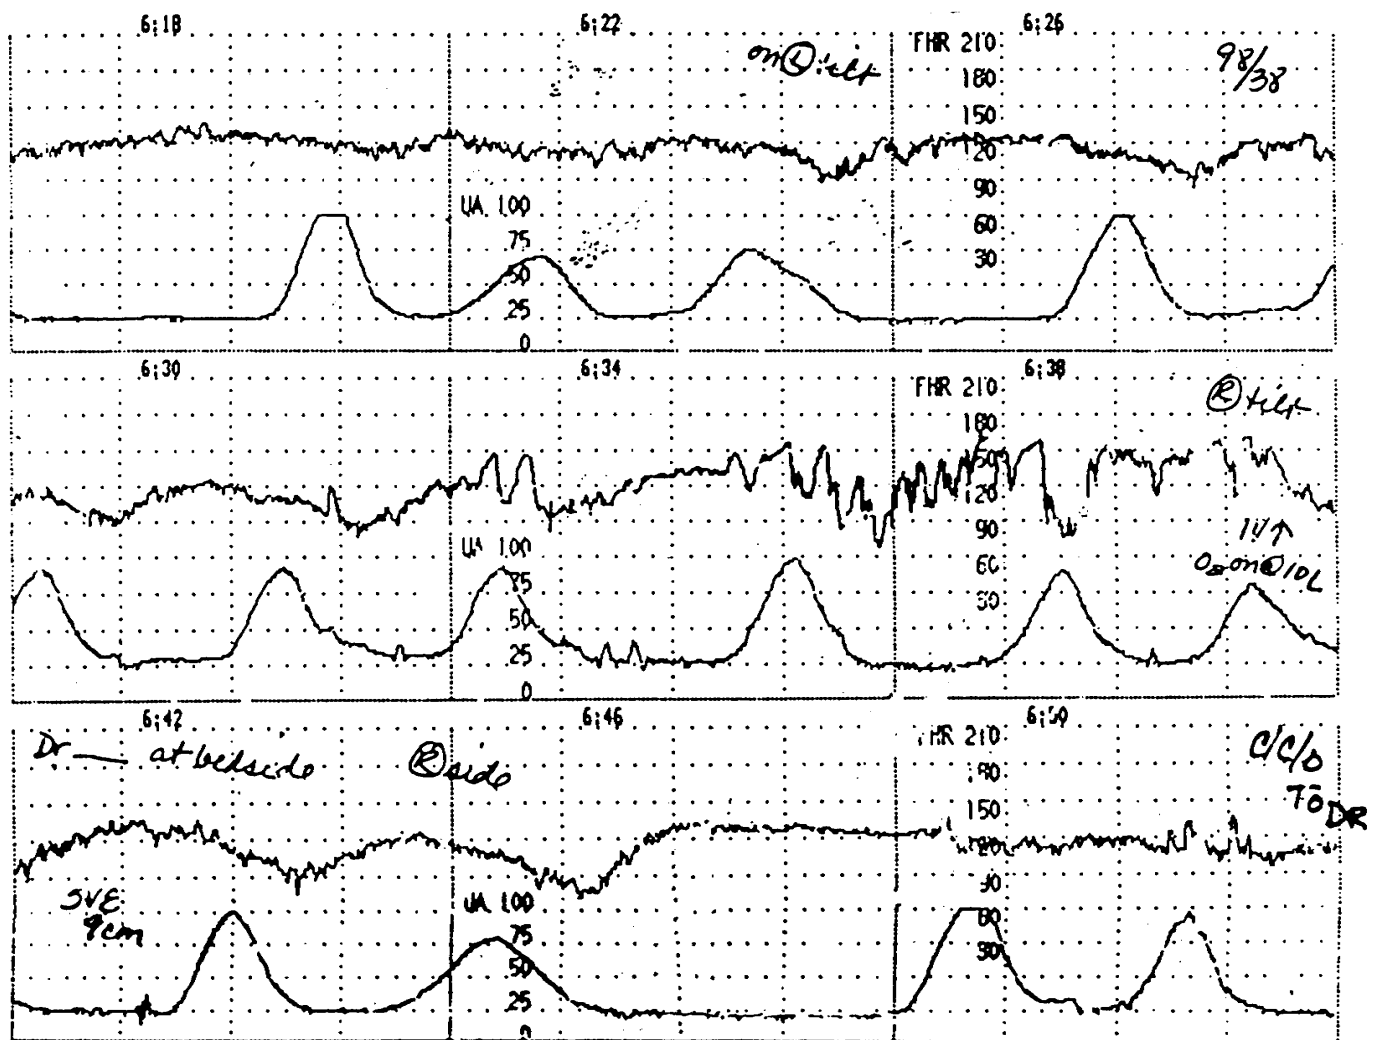 6:18 6:22 6:26
on Ⓛ tilt FHR 210 98/38
180
150
120
90
UA 100 60
75 30
50
25
0
6:30 6:34 6:38
FHR 210 Ⓡ tilt
180
150
120
90
UA 100 60
75 30
50
25
0
IV↑
O₂ on @ 10L
6:42 6:46 6:50
Dr — at bedside Ⓡ side HR 210 C/C/O
180 TO DR
150
120
90
SVE
9cm
UA 100 60
75 30
50
25
0